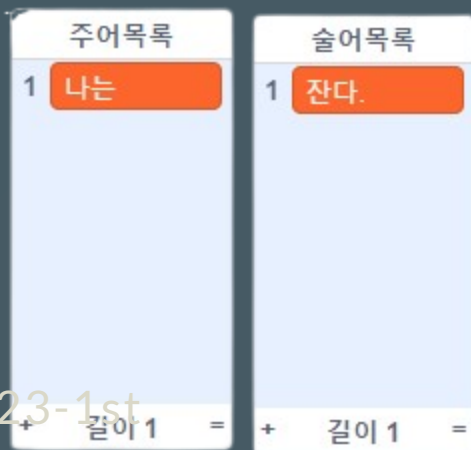 주어목록
1 나는
+ 길이 1 =
술어목록
1 잔다.
+ 길이 1 =
23-1st